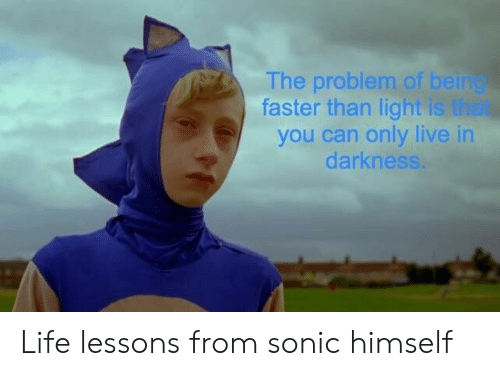 The problem of being
faster than light is that
you can only live in
darkness.
Life lessons from sonic himself